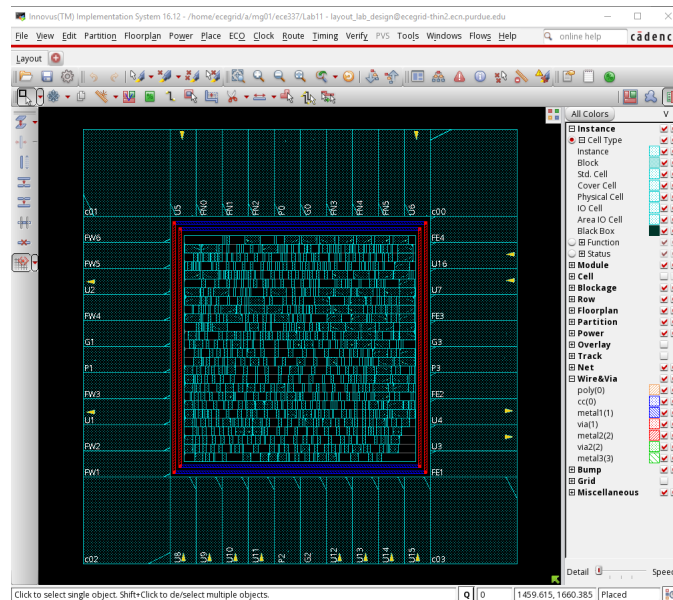 Innovus(TM) Implementation System 16.12 - /home/ecegrid/a/mg01/ece337/Lab11 - layout_lab_design@ecegrid-thin2.ecn.purdue.edu
File View Edit Partition Floorplan Power Place ECO Clock Route Timing Verify PVS Tools Windows Flows Help online help cādenc
Layout
All Colors V
Instance
Cell Type
Instance
Block
Std. Cell
Cover Cell
Physical Cell
IO Cell
Area IO Cell
Black Box
Function
Status
Module
Cell
Blockage
Row
Floorplan
Partition
Power
Overlay
Track
Net
Wire&Via
poly(0)
cc(0)
metal1(1)
via(1)
metal2(2)
via2(2)
metal3(3)
Bump
Grid
Miscellaneous
c01 U5 FN0 FN1 FN2 P0 G0 FN3 FN4 U6 c00
FW6 FE4
FW5 U16
U2 U7
FW4 FE3
G1 G3
P1 P3
FW3 FE2
U1 U4
FW2 U3
FW1 FE1
c02 U8 U9 U10 U11 P2 G2 U12 U13 U14 U15 c03
Detail Speed
Click to select single object. Shift+Click to de/select multiple objects. Q 0 1459.615, 1660.385 Placed